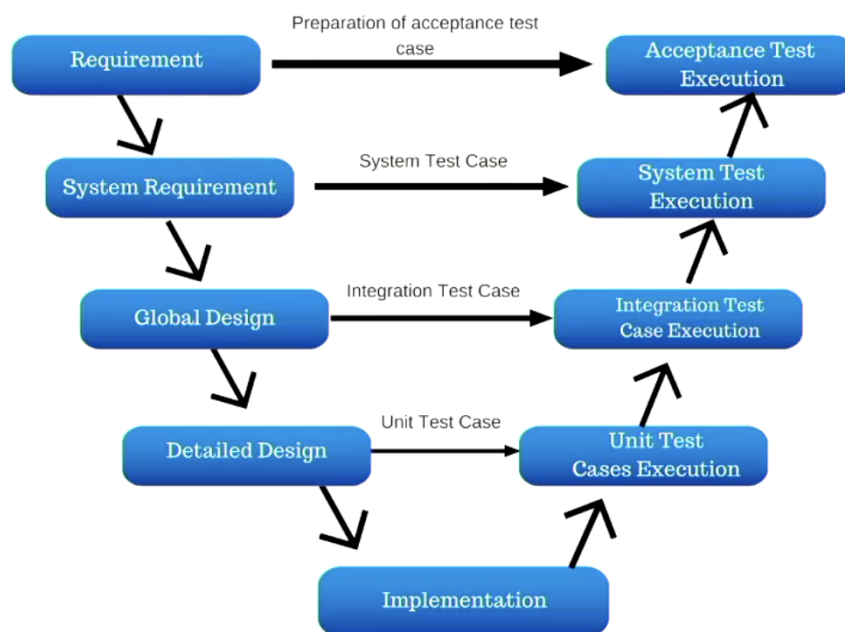 Preparation of acceptance test
case
Requirement
Acceptance Test
Execution
System Test Case
System Requirement
System Test
Execution
Integration Test Case
Global Design
Integration Test
Case Execution
Unit Test Case
Detailed Design
Unit Test
Cases Execution
Implementation